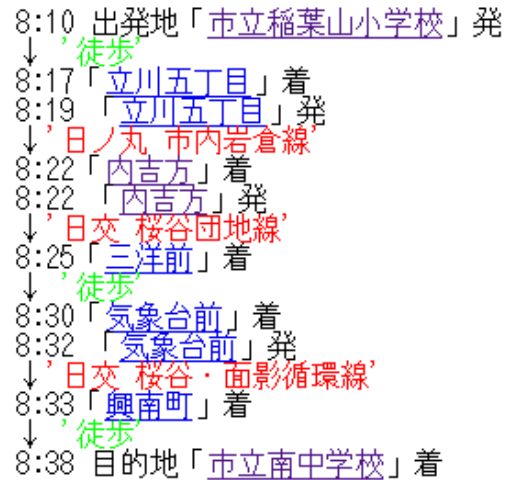 8:10 出発地「市立稲葉山小学校」発
↓ '徒歩'
8:17「立川五丁目」着
8:19 「立川五丁目」発
↓'日ノ丸 市内岩倉線'
8:22「内吉方」着
8:22 「内吉方」発
↓'日交 桜谷団地線'
8:25「三洋前」着
↓ '徒歩'
8:30「気象台前」着
8:32 「気象台前」発
↓'日交 桜谷・面影循環線'
8:33「興南町」着
↓ '徒歩'
8:38 目的地「市立南中学校」着